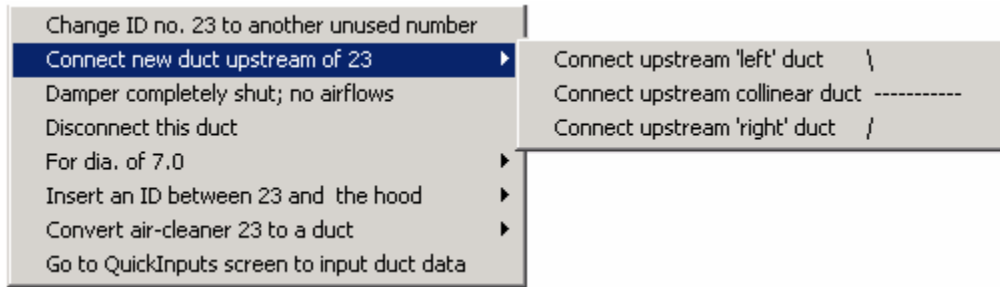 Change ID no. 23 to another unused number
Connect new duct upstream of 23
Damper completely shut; no airflows
Disconnect this duct
For dia. of 7.0
Insert an ID between 23 and the hood
Convert air-cleaner 23 to a duct
Go to QuickInputs screen to input duct data
Connect upstream 'left' duct \
Connect upstream collinear duct -----------
Connect upstream 'right' duct /